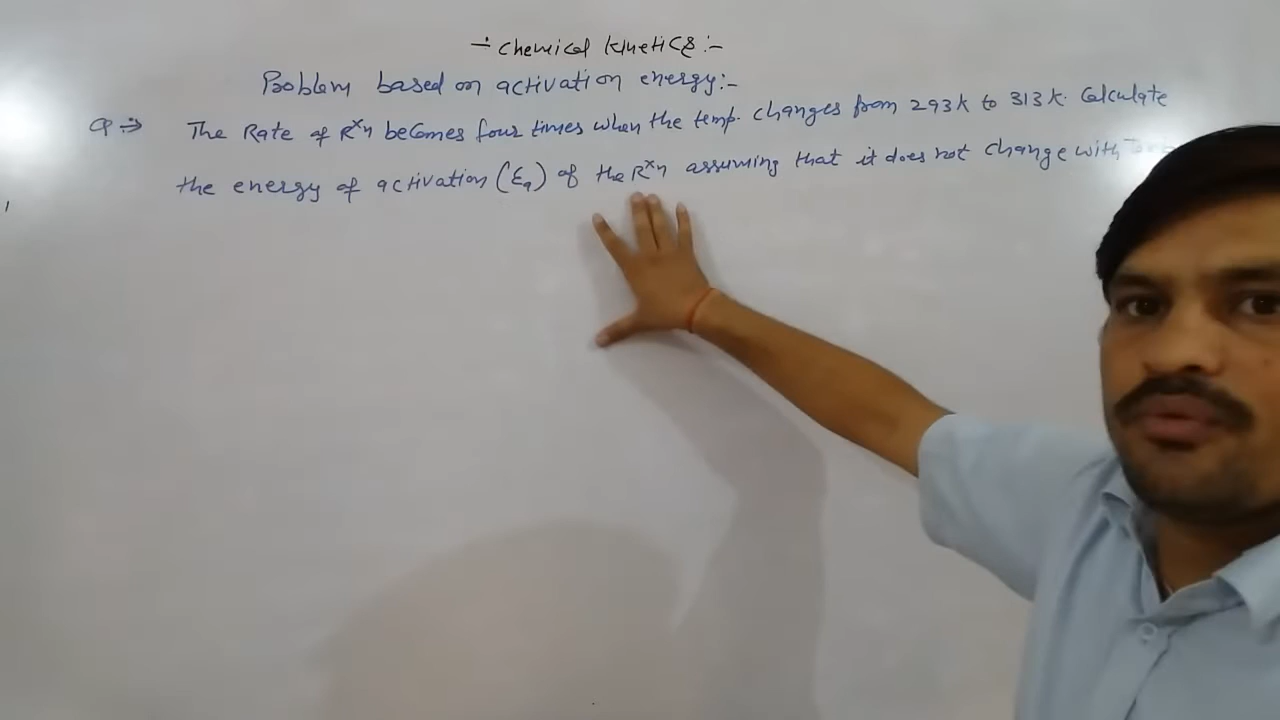 ÷ Chemical kinetics :-
Problem based on activation energy:-
Q ⇒ The Rate of Rxn becomes four times when the temp. changes from 293K to 313K. Calculate
the energy of activation (Ea) of the Rxn assuming that it does not change with